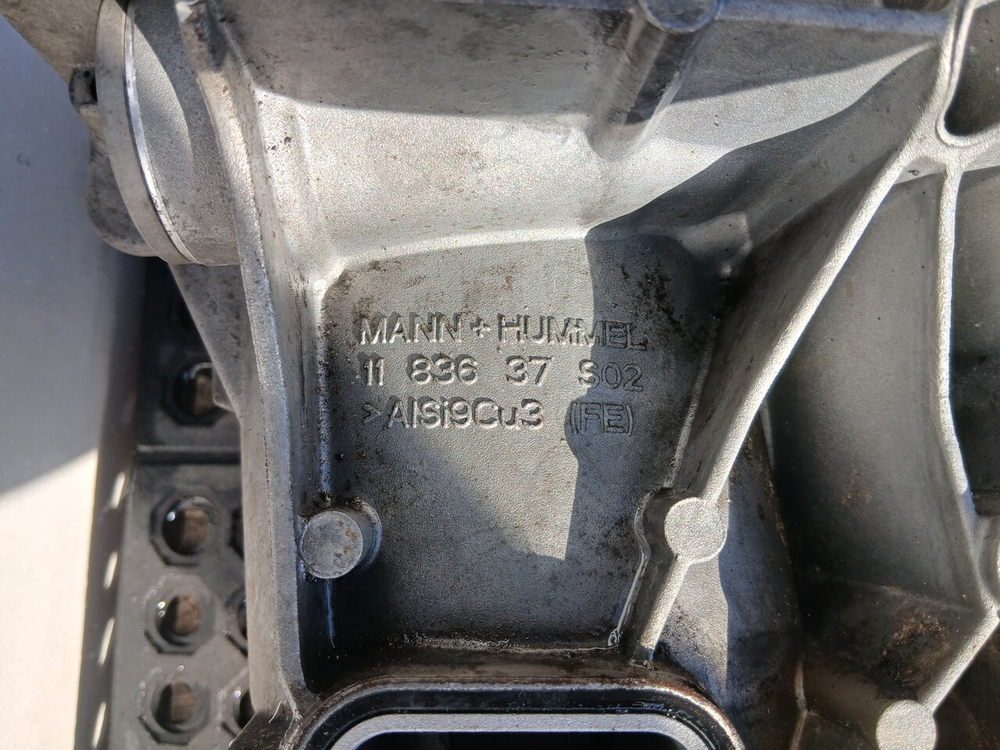 MANN + HUMMEL
11 836 37 S02
>AlSi9Cu3 (FE)